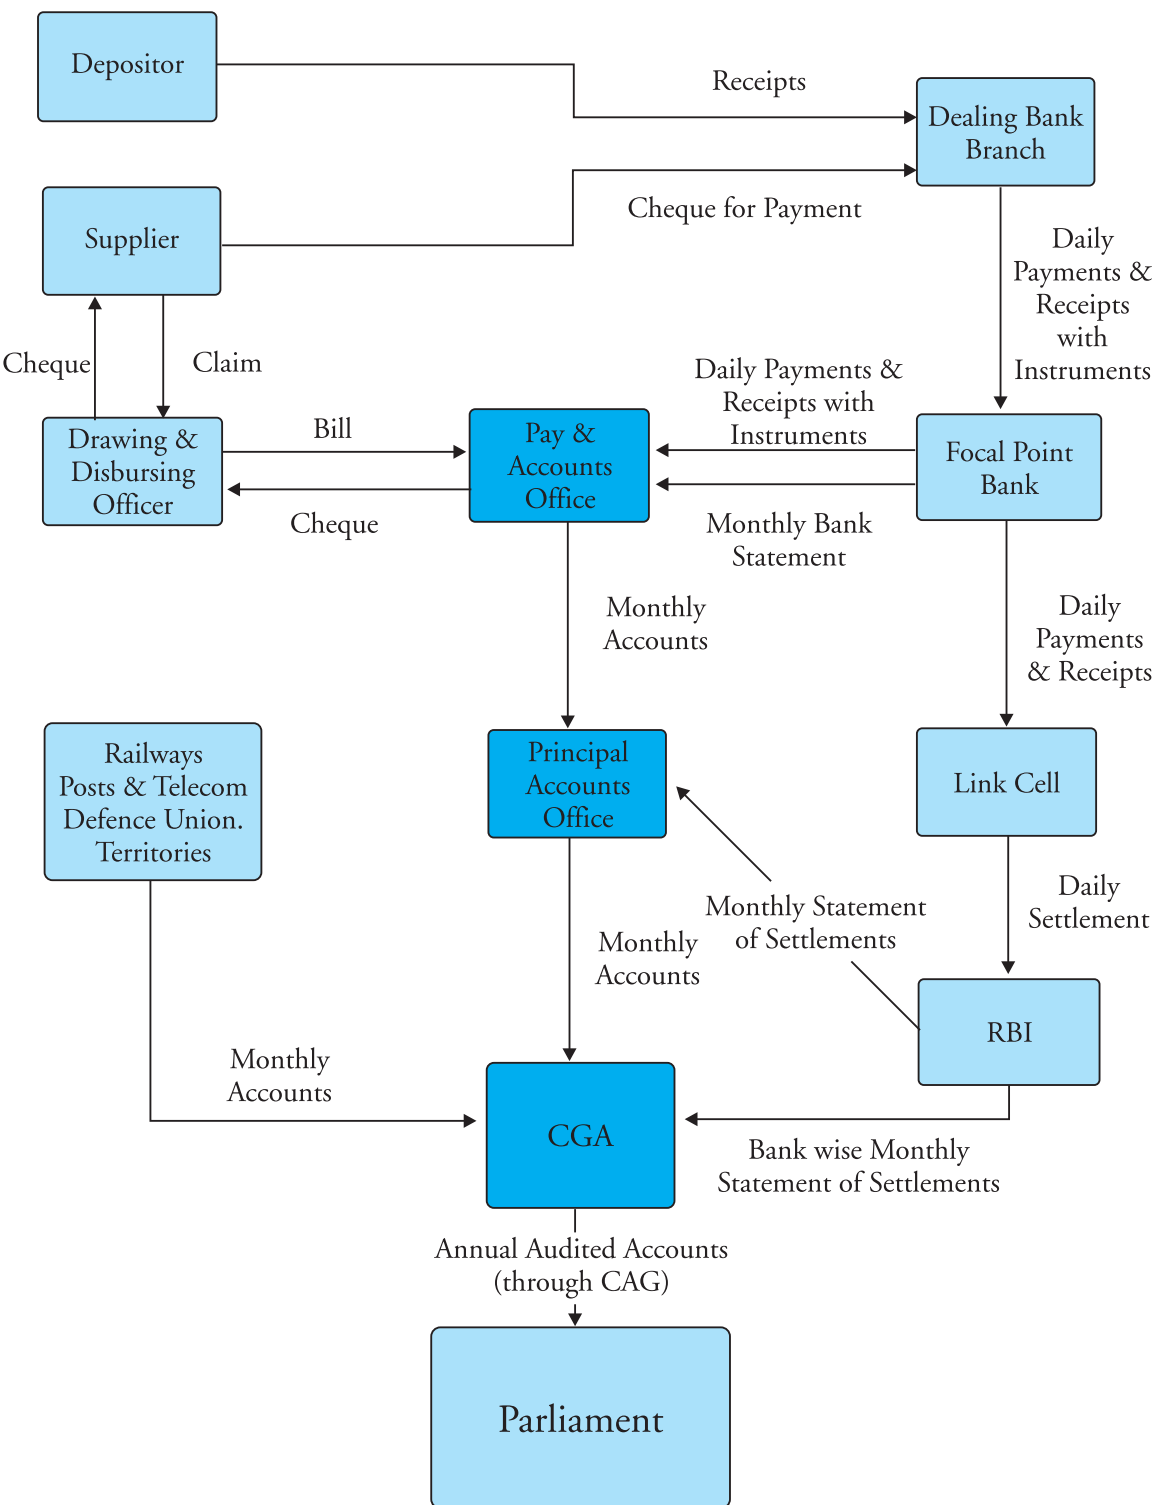 Depositor
Receipts
Dealing Bank
Branch
Supplier
Cheque for Payment
Daily
Payments &
Receipts
with
Instruments
Cheque
Claim
Daily Payments &
Receipts with
Instruments
Drawing &
Disbursing
Officer
Bill
Cheque
Pay &
Accounts
Office
Focal Point
Bank
Monthly Bank
Statement
Monthly
Accounts
Daily
Payments
& Receipts
Railways
Posts & Telecom
Defence Union.
Territories
Principal
Accounts
Office
Link Cell
Monthly Statement
of Settlements
Daily
Settlement
Monthly
Accounts
RBI
Monthly
Accounts
CGA
Bank wise Monthly
Statement of Settlements
Annual Audited Accounts
(through CAG)
Parliament